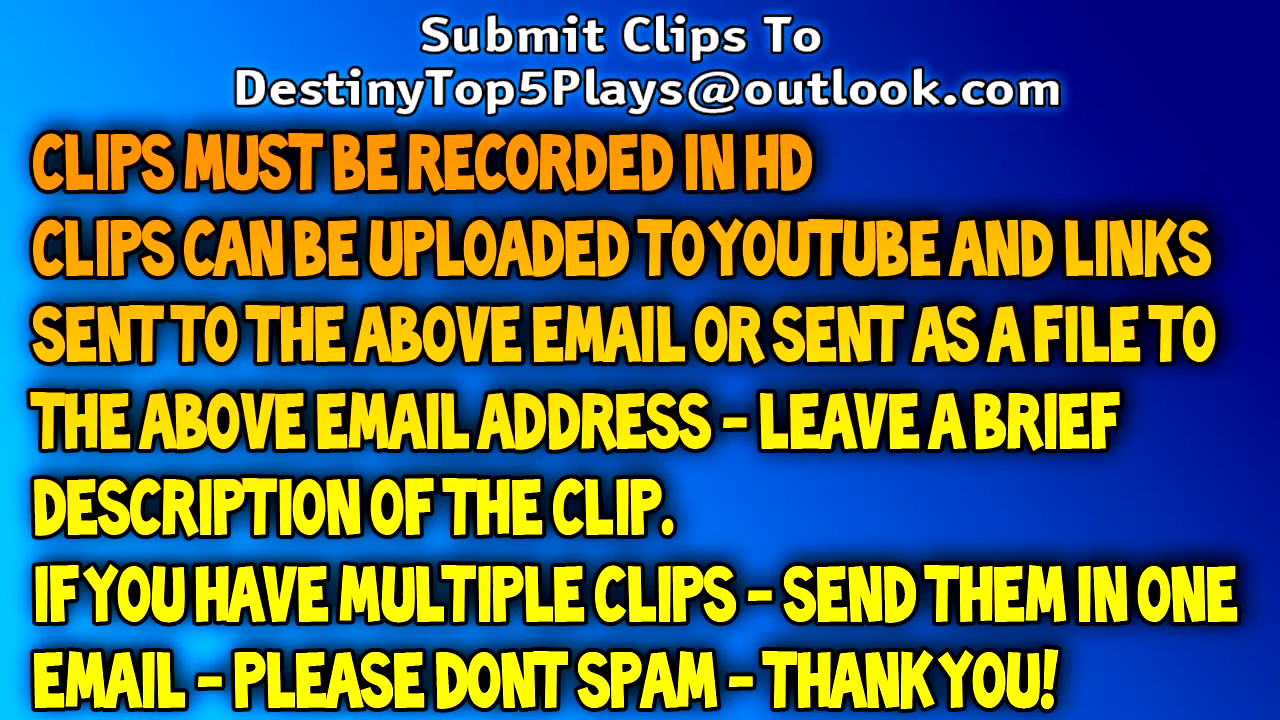 Submit Clips To
DestinyTop5Plays@outlook.com
CLIPS MUST BE RECORDED IN HD
CLIPS CAN BE UPLOADED TO YOUTUBE AND LINKS
SENT TO THE ABOVE EMAIL OR SENT AS A FILE TO
THE ABOVE EMAIL ADDRESS - LEAVE A BRIEF
DESCRIPTION OF THE CLIP.
IF YOU HAVE MULTIPLE CLIPS - SEND THEM IN ONE
EMAIL - PLEASE DONT SPAM - THANK YOU!